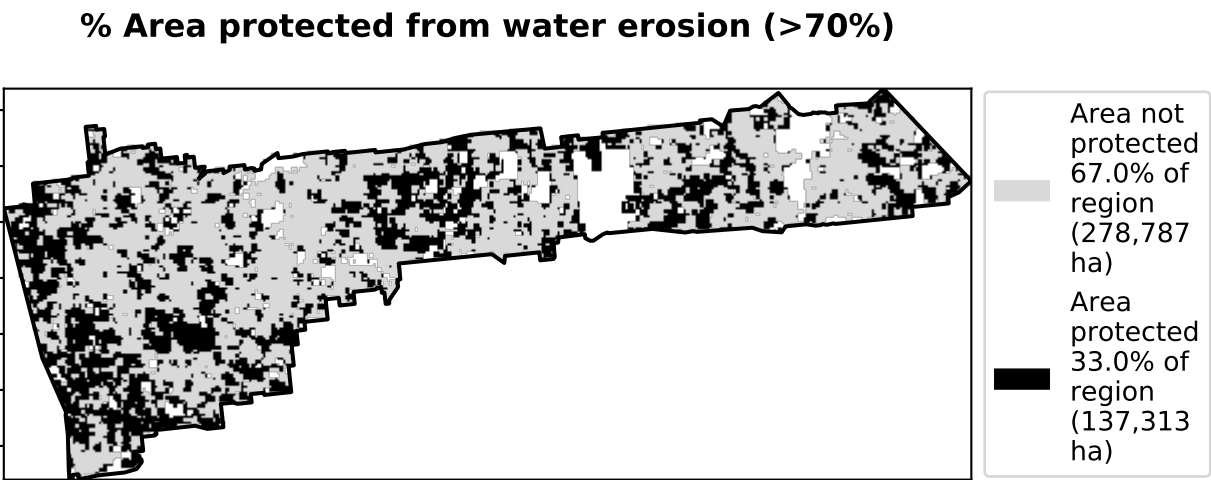 % Area protected from water erosion (>70%)
Area not
protected
67.0% of
region
(278,787
ha)
Area
protected
33.0% of
region
(137,313
ha)